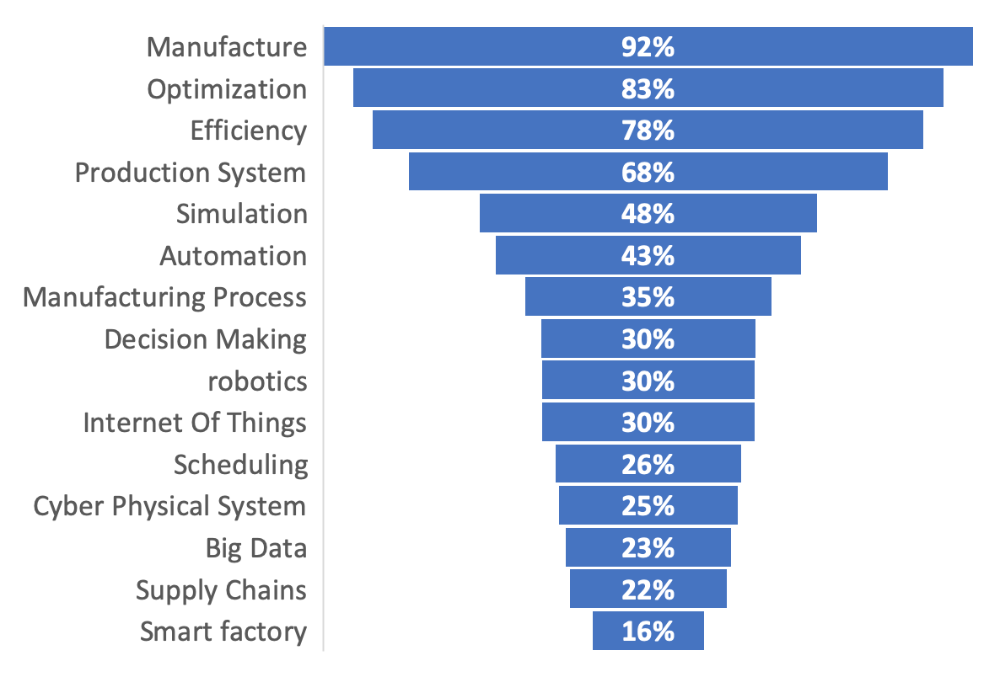 Manufacture 92%
Optimization 83%
Efficiency 78%
Production System 68%
Simulation 48%
Automation 43%
Manufacturing Process 35%
Decision Making 30%
robotics 30%
Internet Of Things 30%
Scheduling 26%
Cyber Physical System 25%
Big Data 23%
Supply Chains 22%
Smart factory 16%